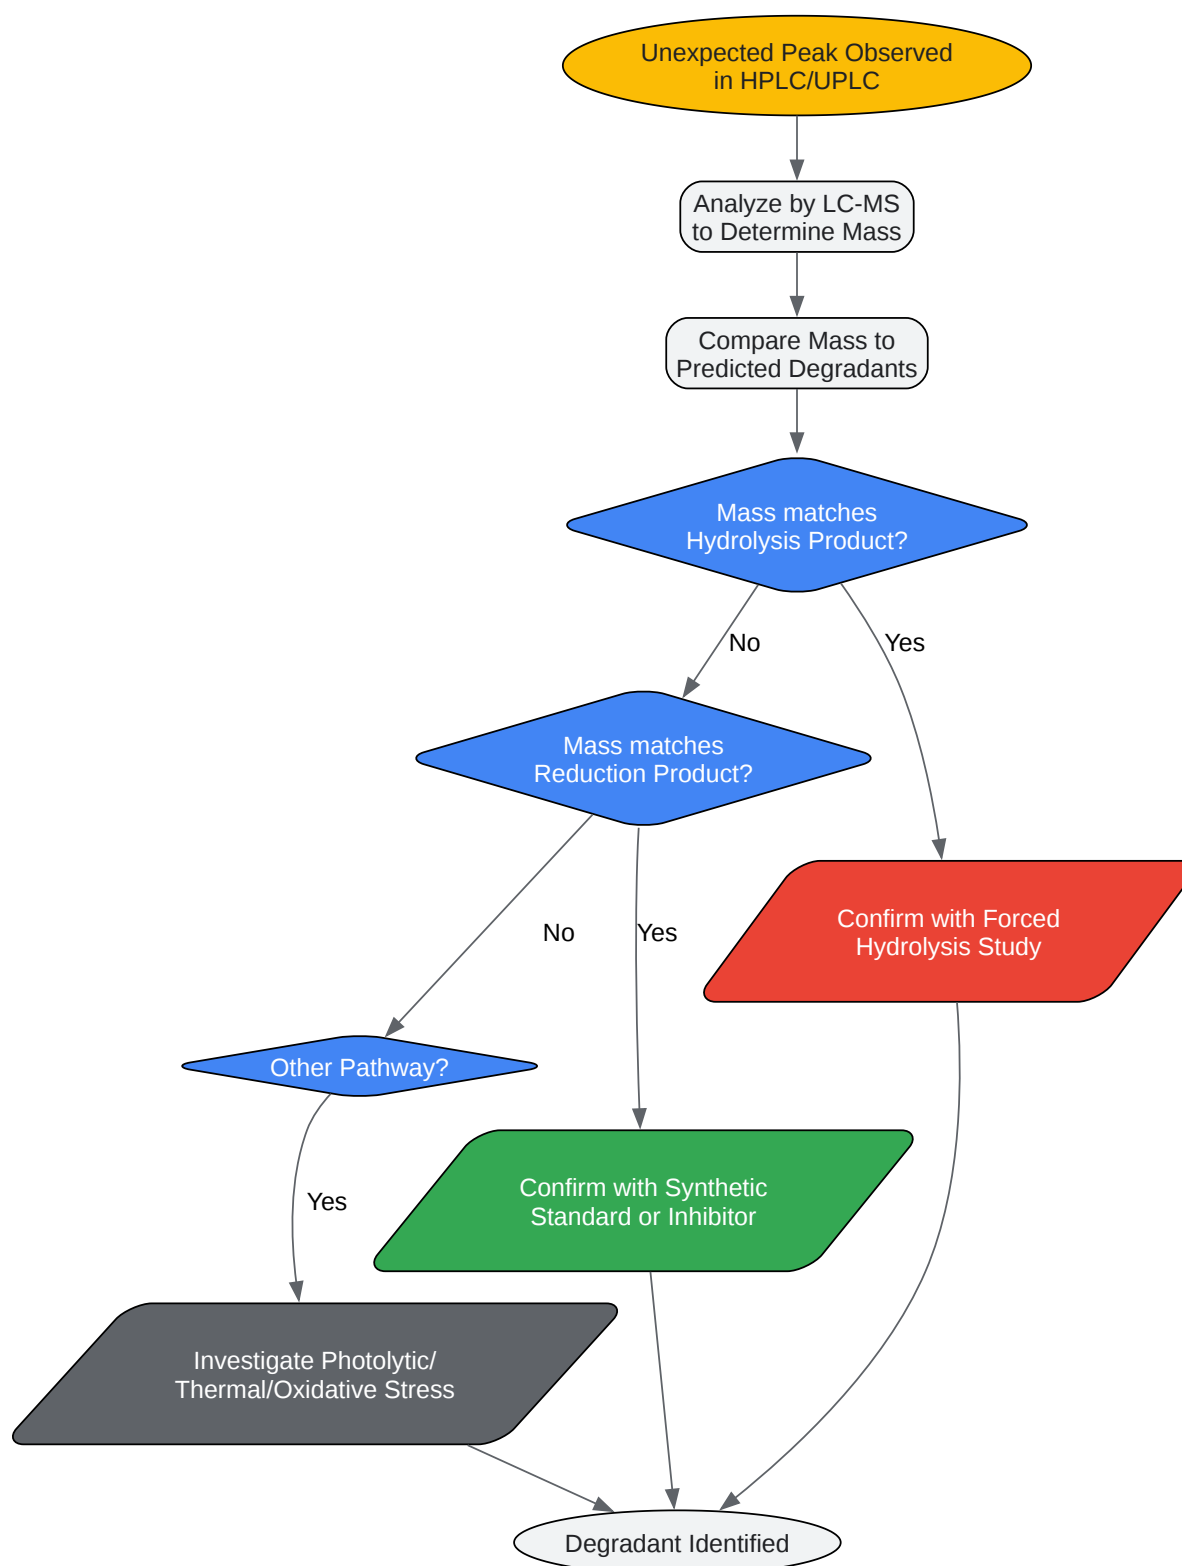 Unexpected Peak Observed
in HPLC/UPLC
Analyze by LC-MS
to Determine Mass
Compare Mass to
Predicted Degradants
Mass matches
Hydrolysis Product?
No
Yes
Mass matches
Reduction Product?
Confirm with Forced
Hydrolysis Study
No
Yes
Other Pathway?
Confirm with Synthetic
Standard or Inhibitor
Yes
Investigate Photolytic/
Thermal/Oxidative Stress
Degradant Identified